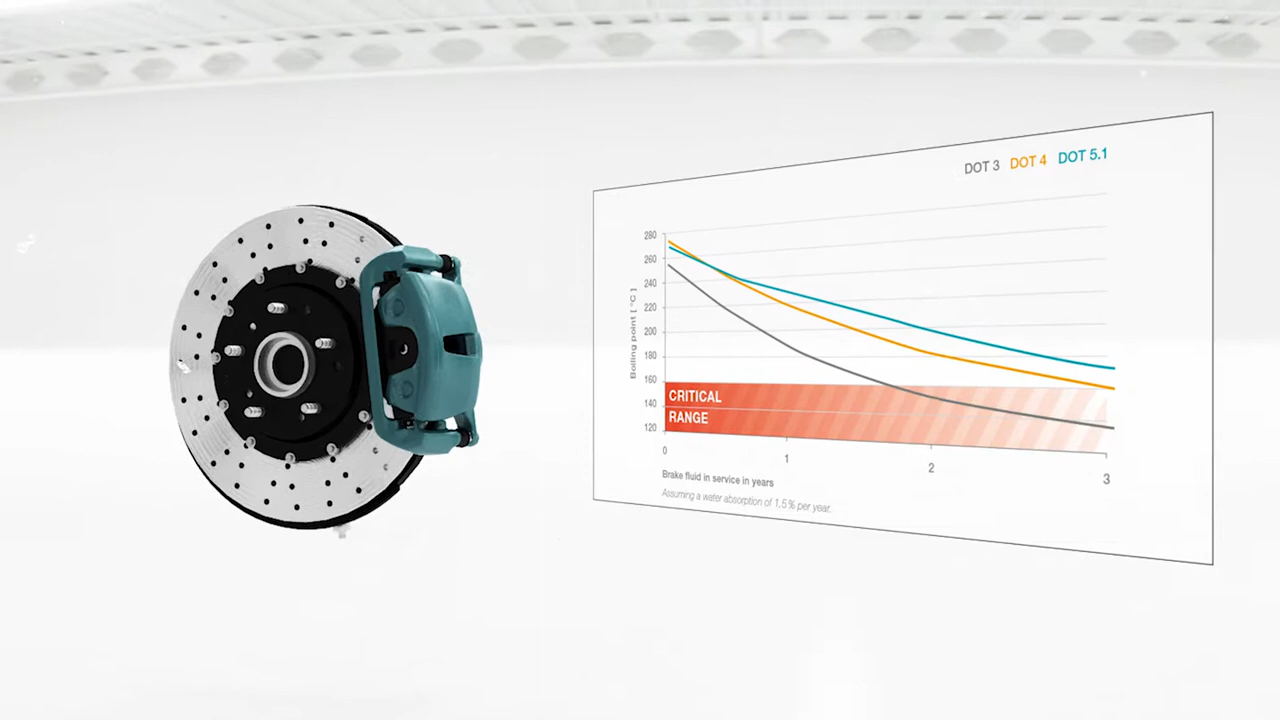 DOT 3 DOT 4 DOT 5.1
280
260
240
220
200
180
160
140
120
Boiling point [ °C ]
CRITICAL
RANGE
0 1 2 3
Brake fluid in service in years
Assuming a water absorption of 1,5 % per year.